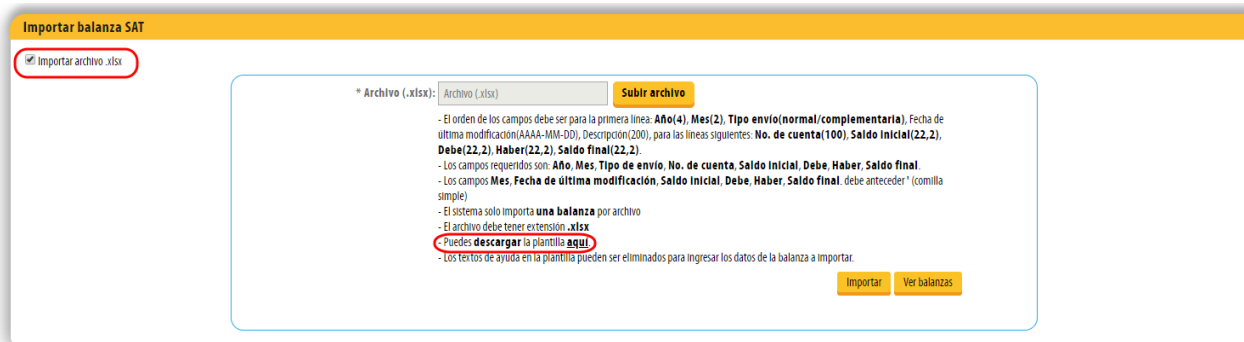 Importar balanza SAT
Importar archivo .xlsx
* Archivo (.xlsx): Archivo (.xlsx) Subir archivo
- El orden de los campos debe ser para la primera línea: Año(4), Mes(2), Tipo envío(normal/complementaria), Fecha de
última modificación(AAAA-MM-DD), Descripción(200), para las líneas siguientes: No. de cuenta(100), Saldo Inicial(22,2),
Debe(22,2), Haber(22,2), Saldo final(22,2).
- Los campos requeridos son: Año, Mes, Tipo de envío, No. de cuenta, Saldo Inicial, Debe, Haber, Saldo final.
- Los campos Mes, Fecha de última modificación, Saldo Inicial, Debe, Haber, Saldo final. debe anteceder ' (comilla
simple)
- El sistema solo importa una balanza por archivo
- El archivo debe tener extensión .xlsx
- Puedes descargar la plantilla aquí.
- Los textos de ayuda en la plantilla pueden ser eliminados para ingresar los datos de la balanza a importar.
Importar Ver balanzas